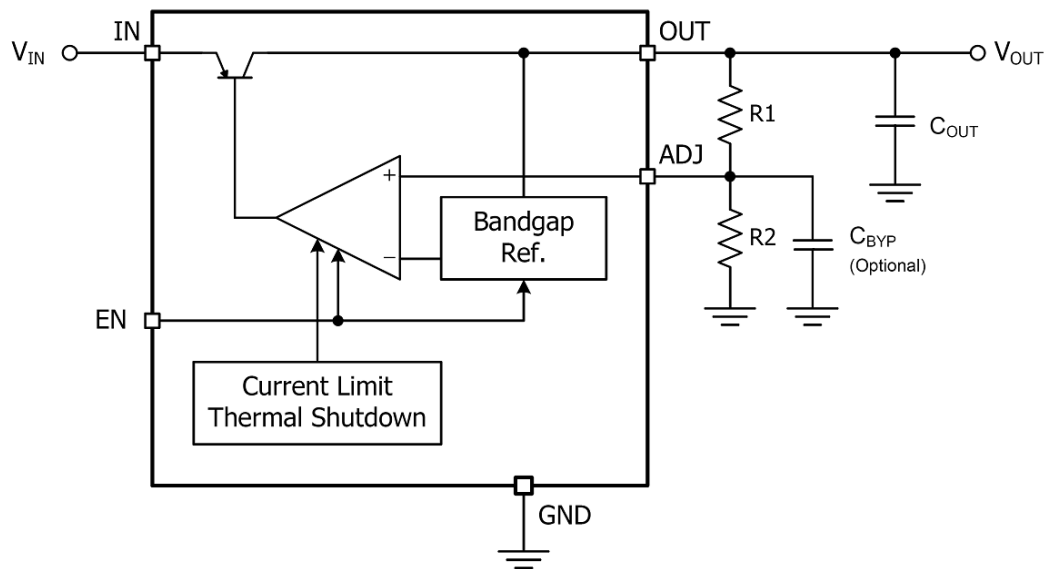 IN
OUT
V_IN
V_OUT
R1
C_OUT
ADJ
+
Bandgap
Ref.
−
R2
C_BYP
(Optional)
EN
Current Limit
Thermal Shutdown
GND